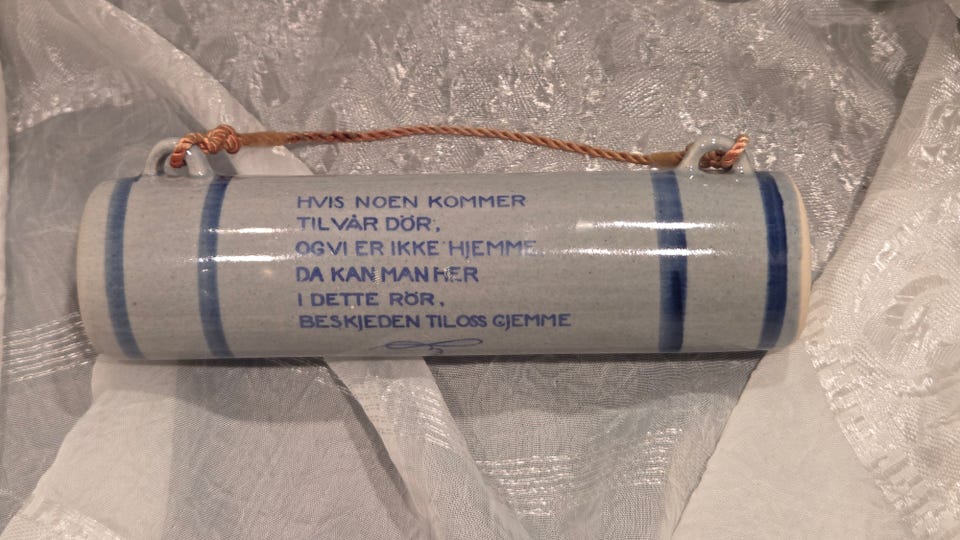 HVIS NOEN KOMMER
TIL VÅR DÖR,
OG VI ER IKKE HJEMME
DA KAN MAN HER
I DETTE RÖR,
BESKJEDEN TIL OSS GJEMME